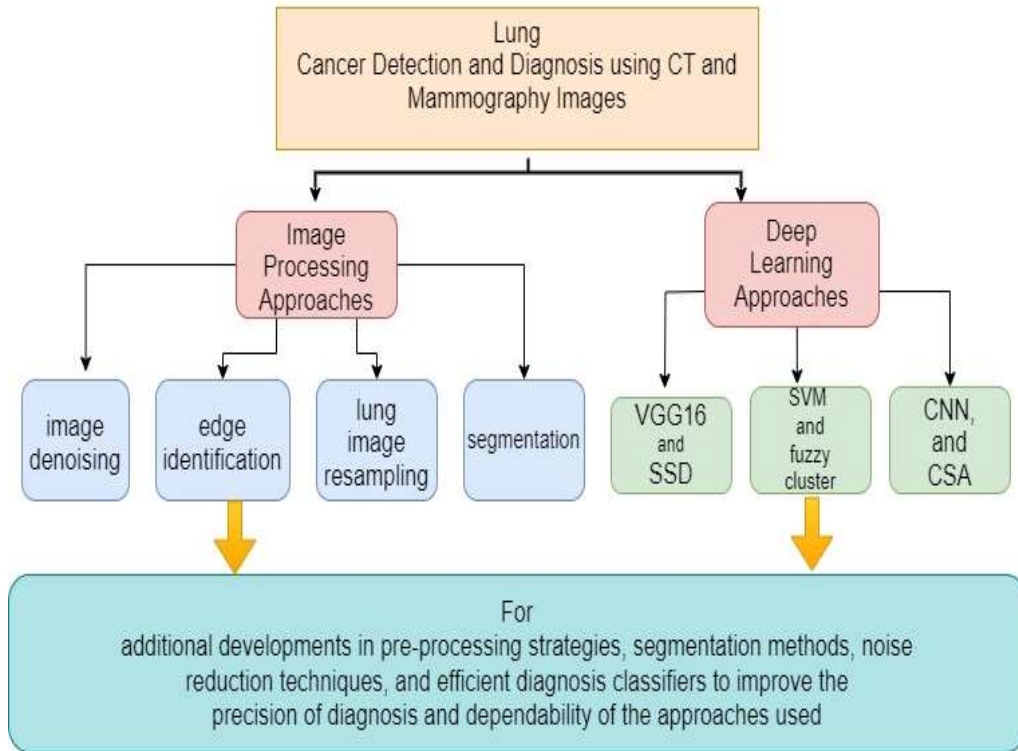 Lung
Cancer Detection and Diagnosis using CT and
Mammography Images
Image
Processing
Approaches
Deep
Learning
Approaches
image
denoising
edge
identification
lung
image
resampling
segmentation
VGG16
and
SSD
SVM
and
fuzzy
cluster
CNN,
and
CSA
For
additional developments in pre-processing strategies, segmentation methods, noise
reduction techniques, and efficient diagnosis classifiers to improve the
precision of diagnosis and dependability of the approaches used